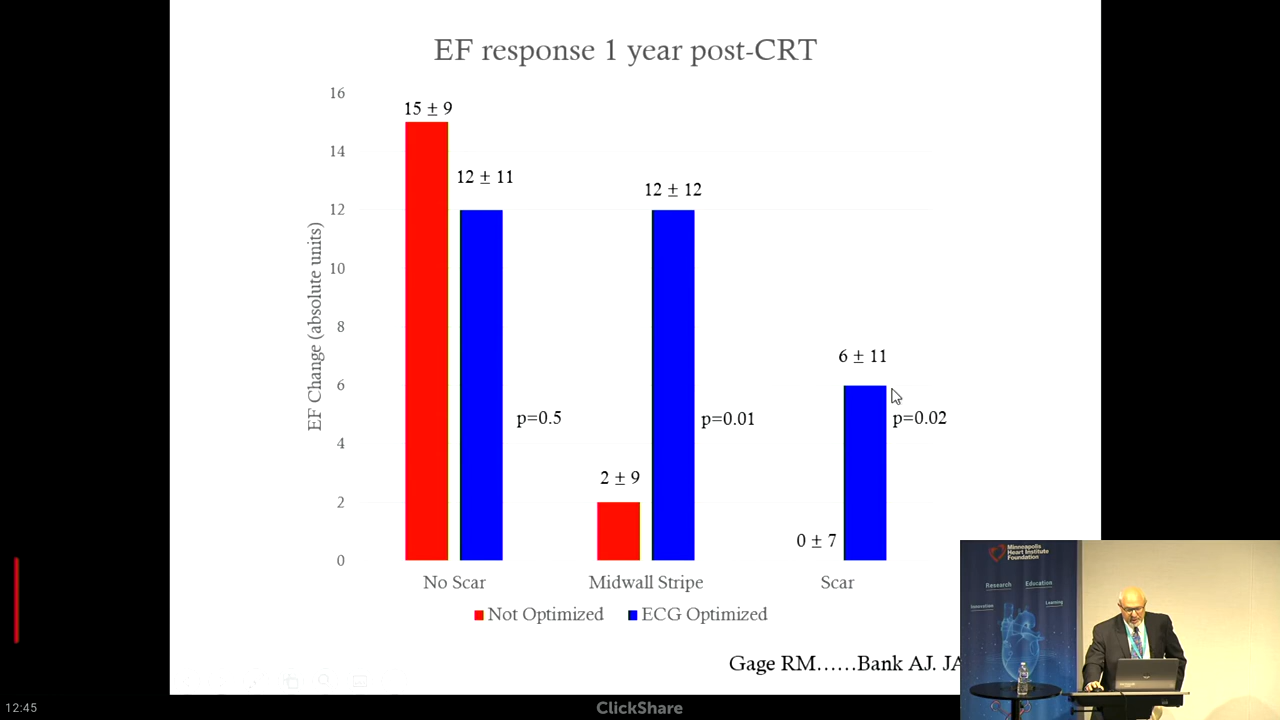 EF response 1 year post-CRT
EF Change (absolute units)
16
14
12
10
8
6
4
2
0
15 ± 9
12 ± 11
p=0.5
2 ± 9
12 ± 12
p=0.01
0 ± 7
6 ± 11
p=0.02
No Scar
Midwall Stripe
Scar
Not Optimized
ECG Optimized
Gage RM……Bank AJ. JA
Minneapolis
Heart Institute
Foundation
Research
Education
Innovation
Learning
12:45
ClickShare